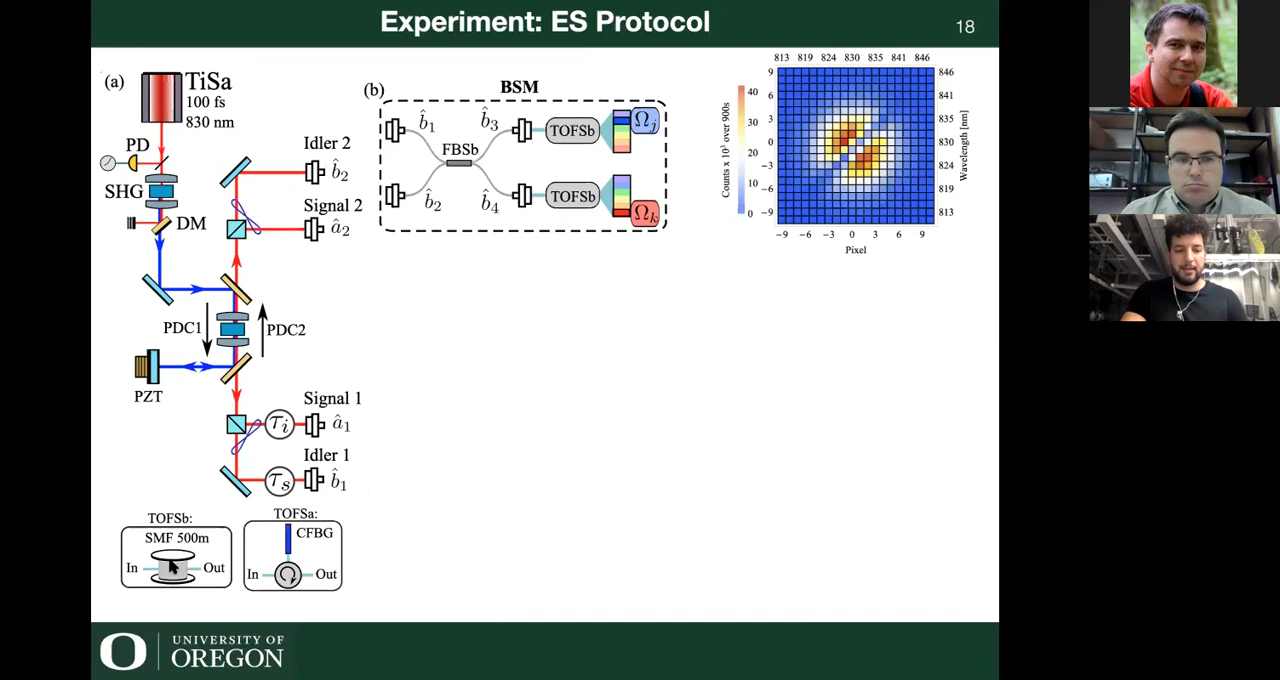 Experiment: ES Protocol
18
(a)
TiSa
100 fs
830 nm
PD
SHG
DM
Idler 2
b̂₂
Signal 2
â₂
PDC1
PDC2
PZT
Signal 1
τᵢ
â₁
Idler 1
τₛ
b̂₁
TOFSb:
SMF 500m
In
Out
TOFSa:
CFBG
In
Out
(b)
BSM
b̂₁
b̂₃
FBSb
TOFSb
Ωⱼ
b̂₂
b̂₄
TOFSb
Ωₖ
813 819 824 830 835 841 846
Counts x 10³ over 900s
40
30
20
10
0
9
6
3
0
−3
−6
−9
846
841
835
830
824
819
813
Wavelength [nm]
−9 −6 −3 0 3 6 9
Pixel
O
UNIVERSITY OF
OREGON